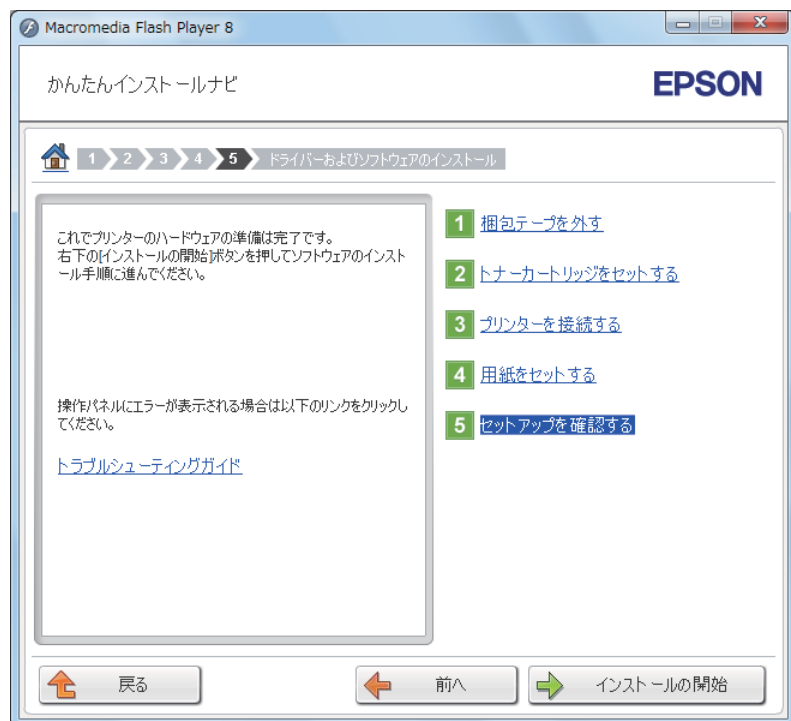 Macromedia Flash Player 8
かんたんインストールナビ
EPSON
1 2 3 4 5 ドライバーおよびソフトウェアのインストール
これでプリンターのハードウェアの準備は完了です。
右下の[インストールの開始]ボタンを押してソフトウェアのインスト
ール手順に進んでください。
操作パネルにエラーが表示される場合は以下のリンクをクリックし
てください。
トラブルシューティングガイド
1 梱包テープを外す
2 トナーカートリッジをセットする
3 プリンターを接続する
4 用紙をセットする
5 セットアップを確認する
戻る
前へ
インストールの開始